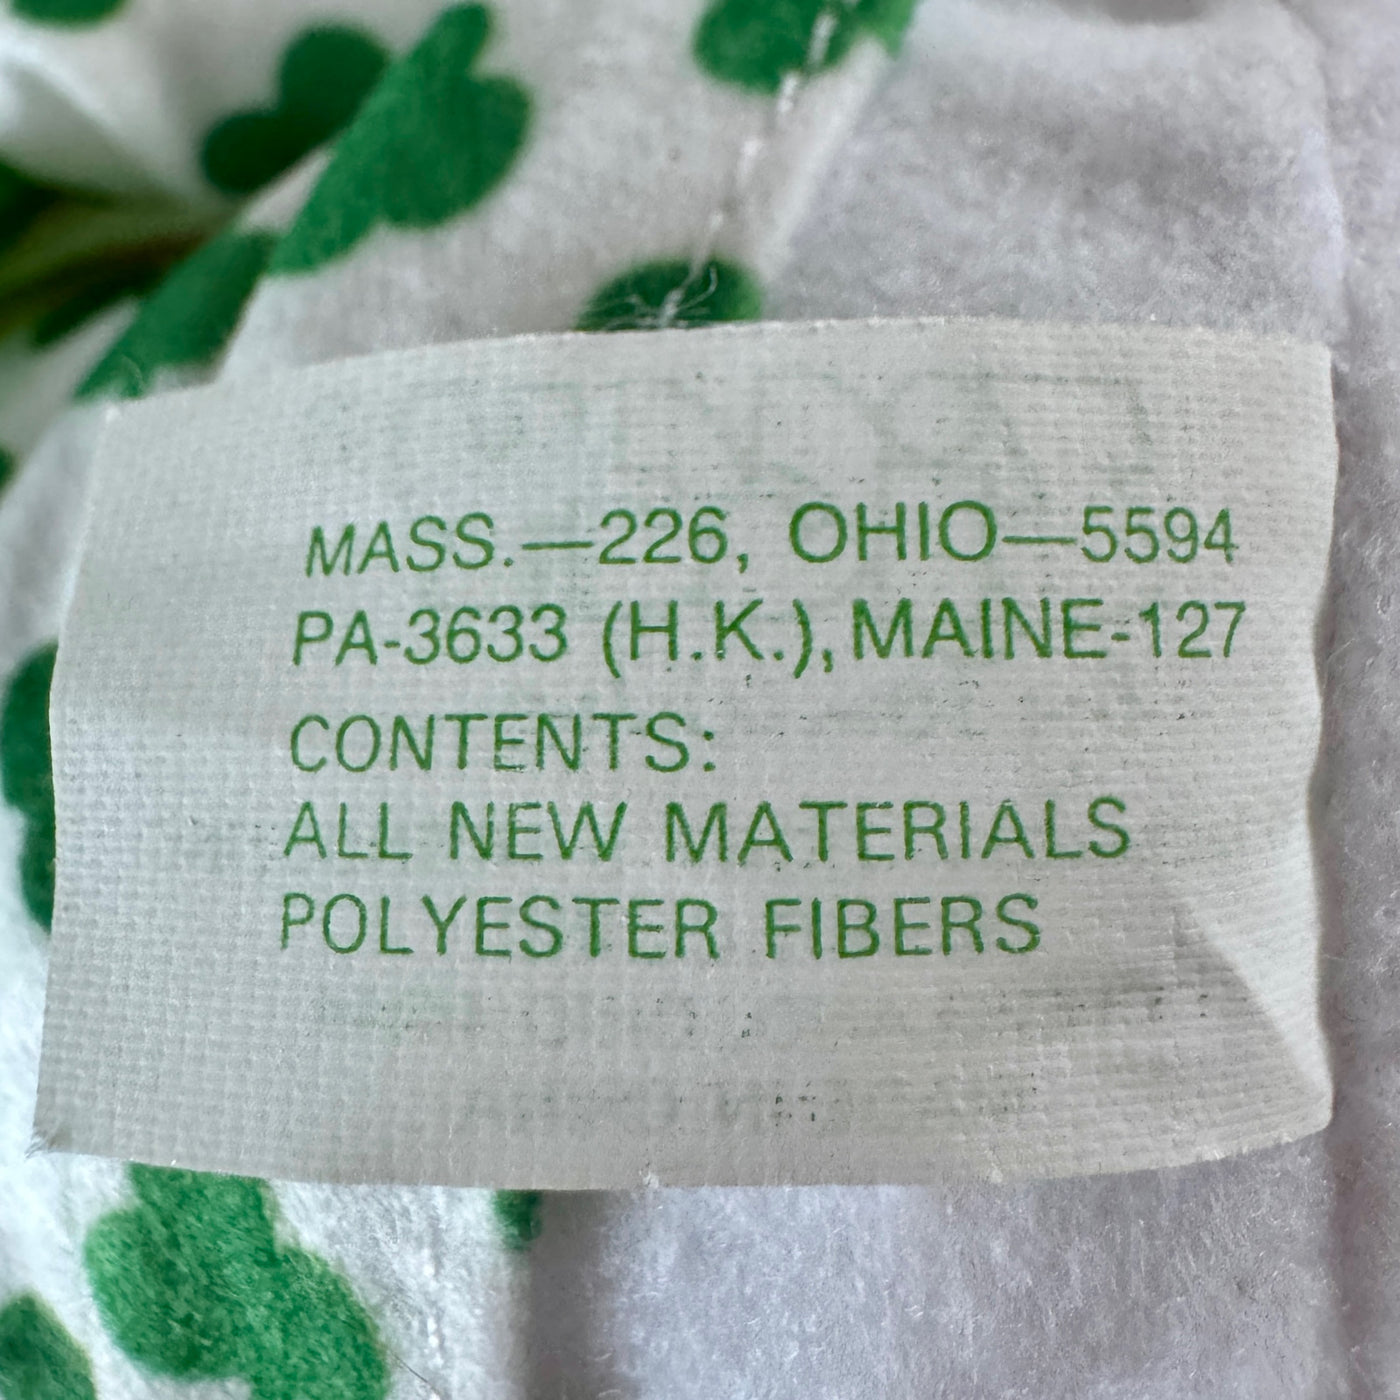 MASS.—226, OHIO—5594
PA-3633 (H.K.), MAINE-127
CONTENTS:
ALL NEW MATERIALS
POLYESTER FIBERS